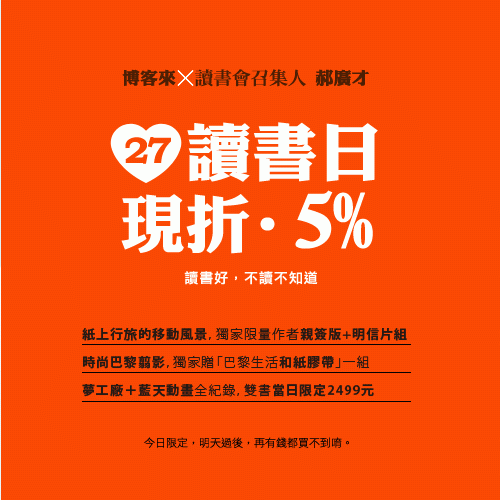 博客來×讀書會召集人 郝廣才
27 讀書日
現折·5%
讀書好，不讀不知道
紙上行旅的移動風景, 獨家限量作者親簽版+明信片組
時尚巴黎翦影, 獨家贈「巴黎生活和紙膠帶」一組
夢工廠＋藍天動畫全紀錄, 雙書當日限定2499元
今日限定，明天過後，再有錢都買不到唷。